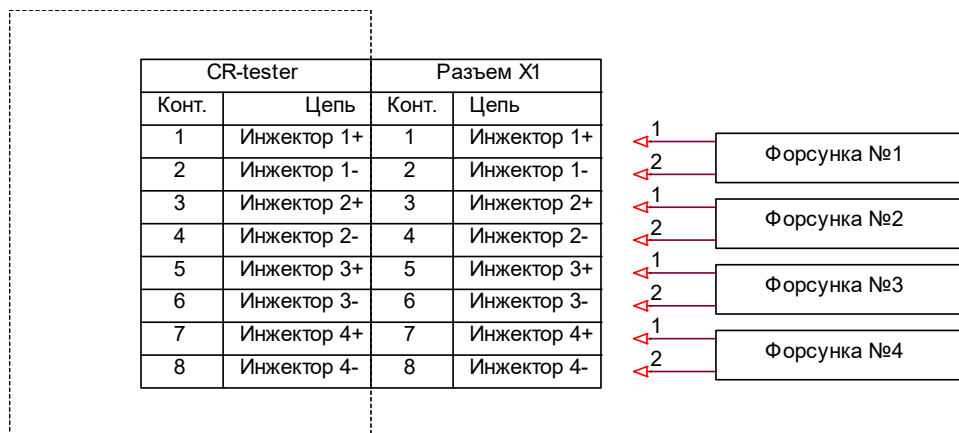 CR-tester Разъем X1
Конт. Цепь Конт. Цепь
1 Инжектор 1+ 1 Инжектор 1+ 1
Форсунка №1
2 Инжектор 1- 2 Инжектор 1- 2
3 Инжектор 2+ 3 Инжектор 2+ 1
Форсунка №2
4 Инжектор 2- 4 Инжектор 2- 2
5 Инжектор 3+ 5 Инжектор 3+ 1
Форсунка №3
6 Инжектор 3- 6 Инжектор 3- 2
7 Инжектор 4+ 7 Инжектор 4+ 1
Форсунка №4
8 Инжектор 4- 8 Инжектор 4- 2